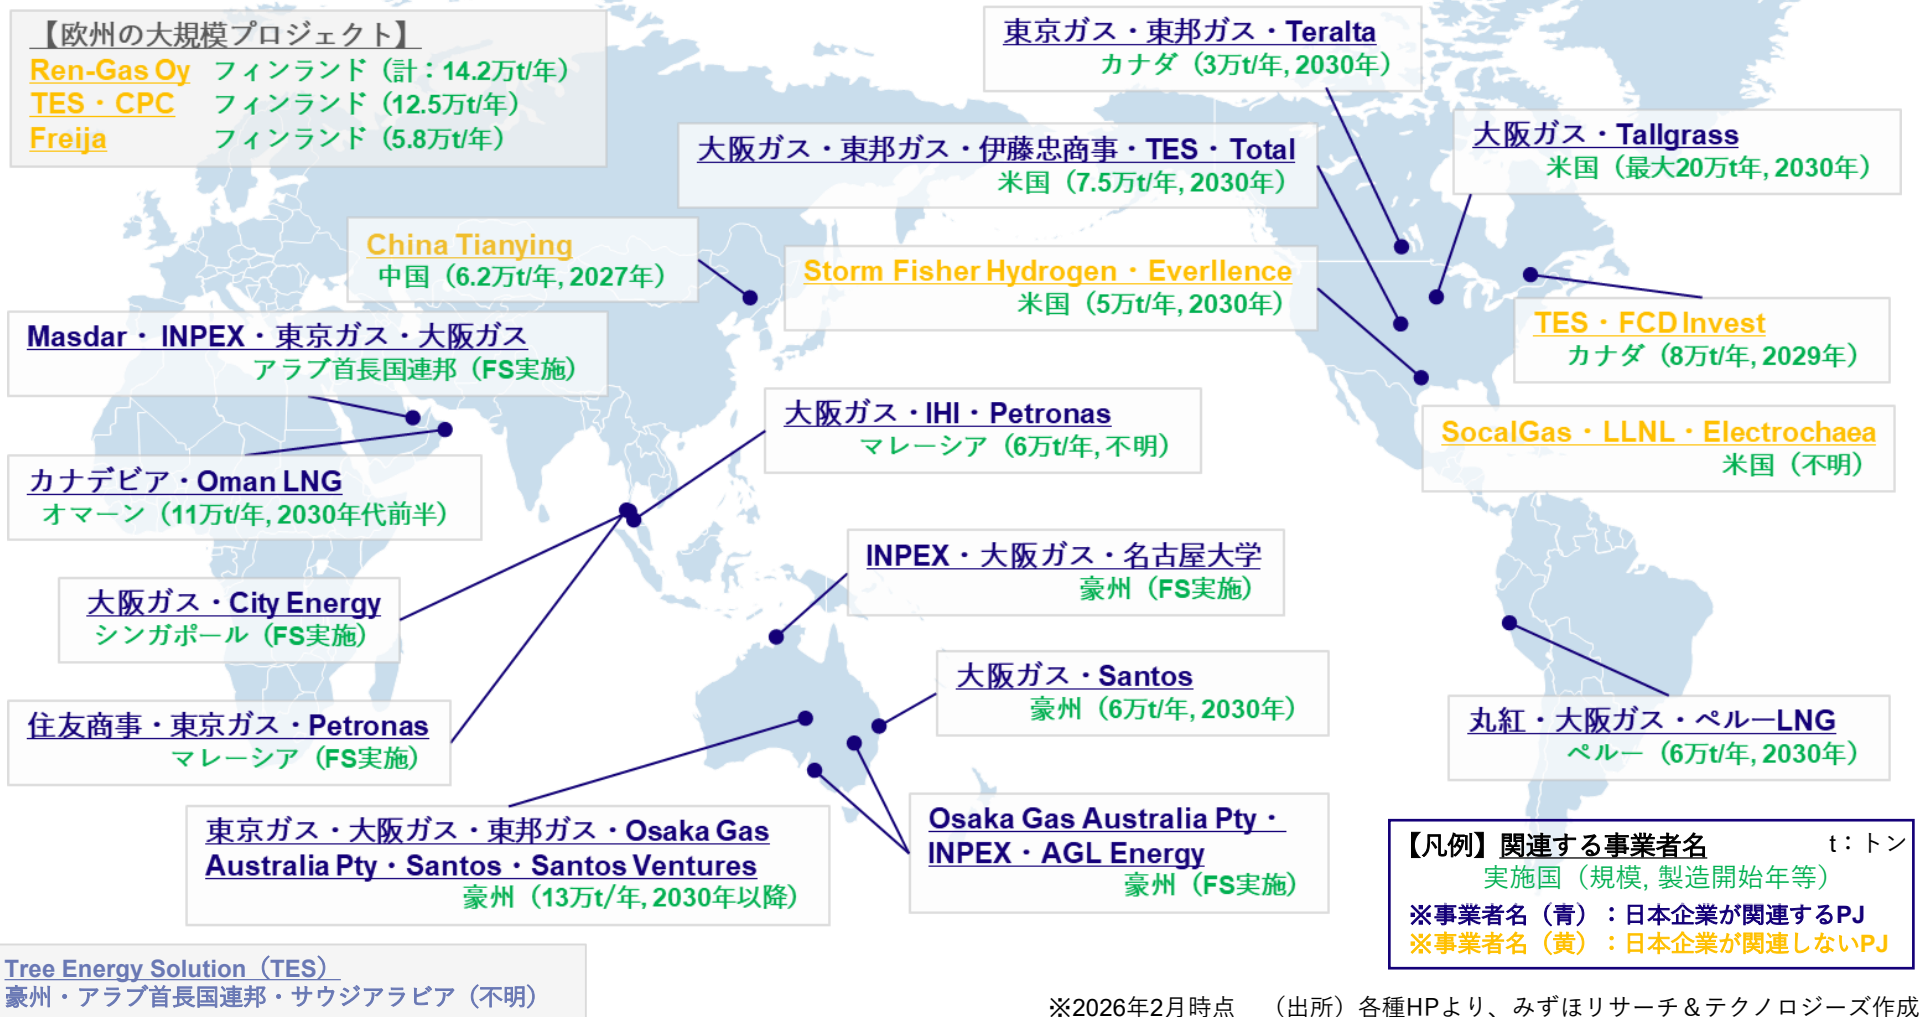 【欧州の大規模プロジェクト】
Ren-Gas Oy フィンランド（計：14.2万t/年）
TES・CPC フィンランド（12.5万t/年）
Freija フィンランド（5.8万t/年）
東京ガス・東邦ガス・Teralta
カナダ（3万t/年, 2030年）
大阪ガス・東邦ガス・伊藤忠商事・TES・Total
米国（7.5万t/年, 2030年）
大阪ガス・Tallgrass
米国（最大20万t年, 2030年）
China Tianying
中国（6.2万t/年, 2027年）
Storm Fisher Hydrogen・Everllence
米国（5万t/年, 2030年）
TES・FCD Invest
カナダ（8万t/年, 2029年）
Masdar・INPEX・東京ガス・大阪ガス
アラブ首長国連邦（FS実施）
大阪ガス・IHI・Petronas
マレーシア（6万t/年, 不明）
SocalGas・LLNL・Electrochaea
米国（不明）
カナデビア・Oman LNG
オマーン（11万t/年, 2030年代前半）
INPEX・大阪ガス・名古屋大学
豪州（FS実施）
大阪ガス・City Energy
シンガポール（FS実施）
大阪ガス・Santos
豪州（6万t/年, 2030年）
住友商事・東京ガス・Petronas
マレーシア（FS実施）
丸紅・大阪ガス・ペルーLNG
ペルー（6万t/年, 2030年）
東京ガス・大阪ガス・東邦ガス・Osaka Gas
Australia Pty・Santos・Santos Ventures
豪州（13万t/年, 2030年以降）
Osaka Gas Australia Pty・
INPEX・AGL Energy
豪州（FS実施）
【凡例】関連する事業者名 t：トン
実施国（規模, 製造開始年等）
※事業者名（青）：日本企業が関連するPJ
※事業者名（黄）：日本企業が関連しないPJ
Tree Energy Solution（TES）
豪州・アラブ首長国連邦・サウジアラビア（不明）
※2026年2月時点 （出所）各種HPより、みずほリサーチ＆テクノロジーズ作成